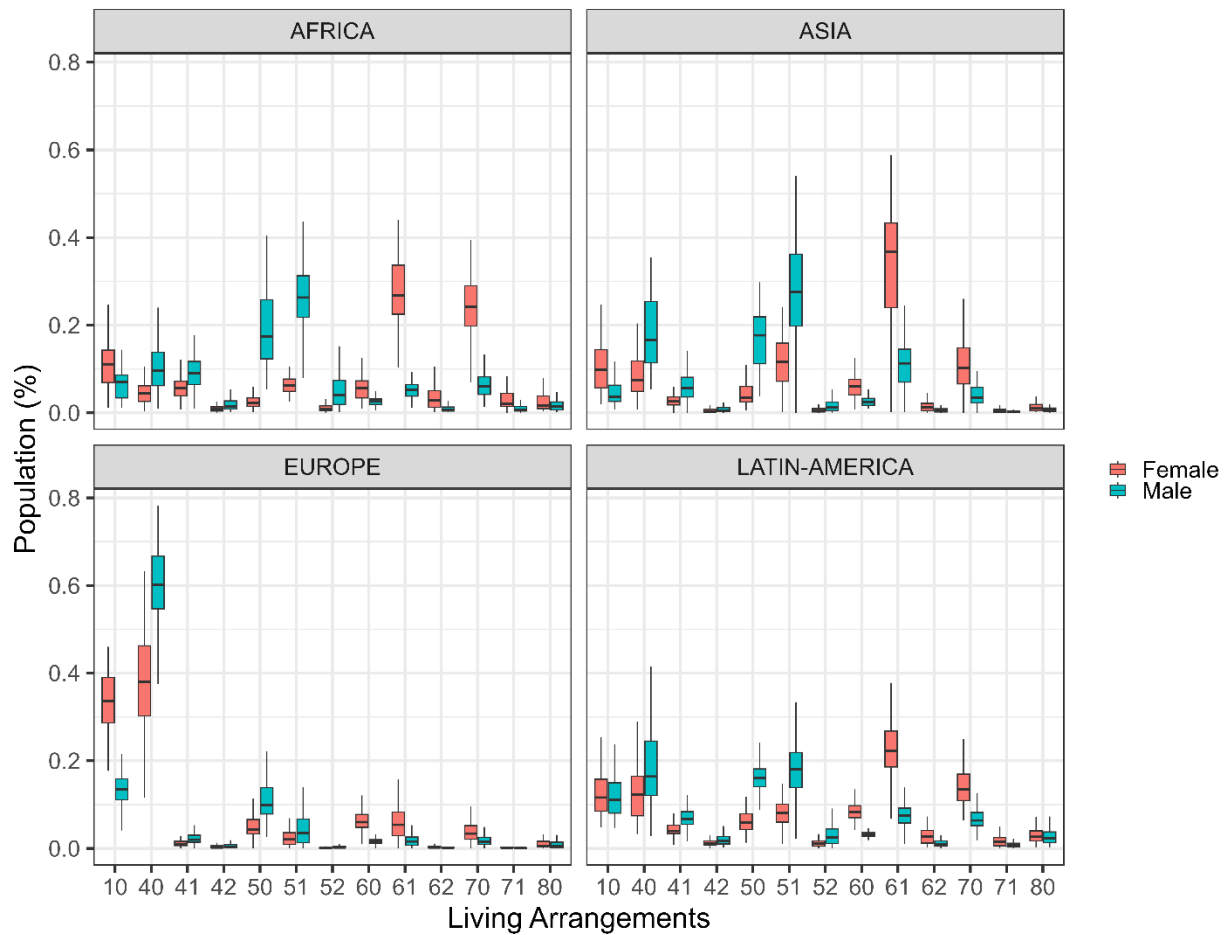 AFRICA
ASIA
0.8
0.6
0.4
0.2
0.0
EUROPE
LATIN-AMERICA
0.8
0.6
0.4
0.2
0.0
Population (%)
Female
Male
10 40 41 42 50 51 52 60 61 62 70 71 80
10 40 41 42 50 51 52 60 61 62 70 71 80
Living Arrangements